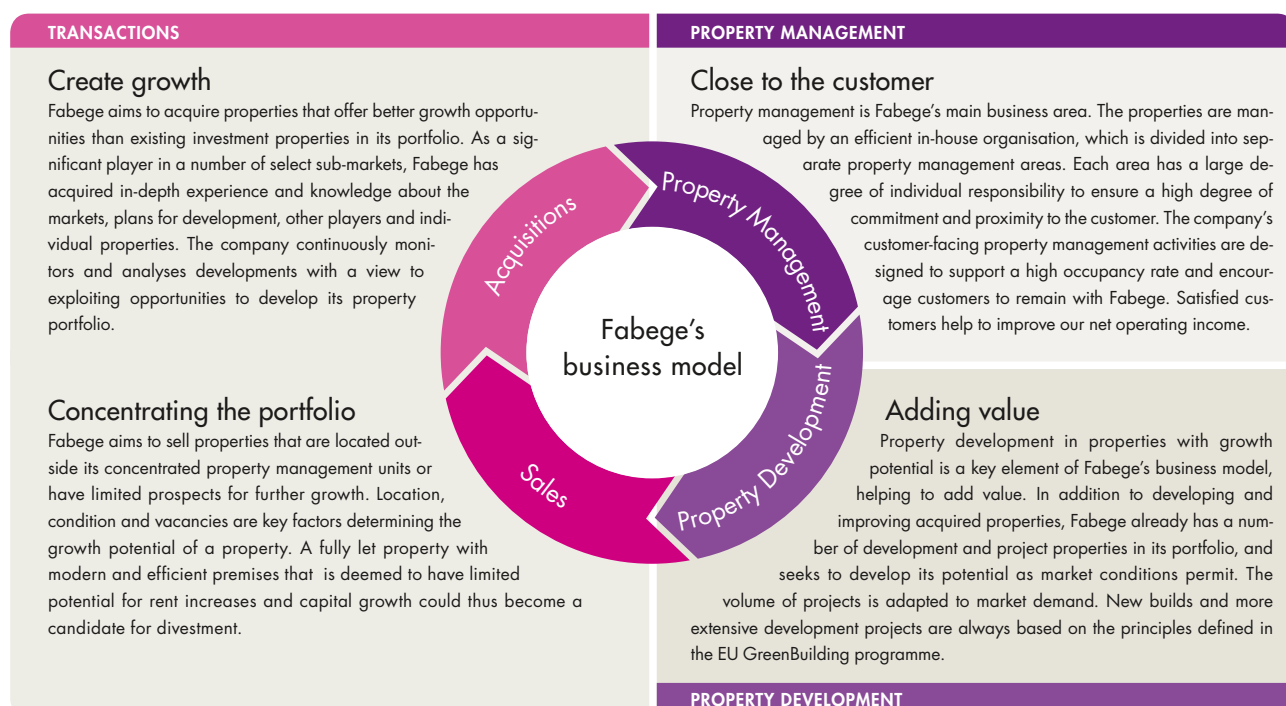 TRANSACTIONS
Create growth
Fabege aims to acquire properties that offer better growth opportu-
nities than existing investment properties in its portfolio. As a sig-
nificant player in a number of select sub-markets, Fabege has
acquired in-depth experience and knowledge about the
markets, plans for development, other players and indi-
vidual properties. The company continuously moni-
tors and analyses developments with a view to
exploiting opportunities to develop its property
portfolio.
Concentrating the portfolio
Fabege aims to sell properties that are located out-
side its concentrated property management units or
have limited prospects for further growth. Location,
condition and vacancies are key factors determining the
growth potential of a property. A fully let property with
modern and efficient premises that is deemed to have limited
potential for rent increases and capital growth could thus become a
candidate for divestment.
Acquisitions
Property Management
Property Development
Sales
Fabege's
business model
PROPERTY MANAGEMENT
Close to the customer
Property management is Fabege's main business area. The properties are man-
aged by an efficient in-house organisation, which is divided into sep-
arate property management areas. Each area has a large de-
gree of individual responsibility to ensure a high degree of
commitment and proximity to the customer. The company's
customer-facing property management activities are de-
signed to support a high occupancy rate and encour-
age customers to remain with Fabege. Satisfied cus-
tomers help to improve our net operating income.
Adding value
Property development in properties with growth
potential is a key element of Fabege's business model,
helping to add value. In addition to developing and
improving acquired properties, Fabege already has a num-
ber of development and project properties in its portfolio, and
seeks to develop its potential as market conditions permit. The
volume of projects is adapted to market demand. New builds and more
extensive development projects are always based on the principles defined in
the EU GreenBuilding programme.
PROPERTY DEVELOPMENT